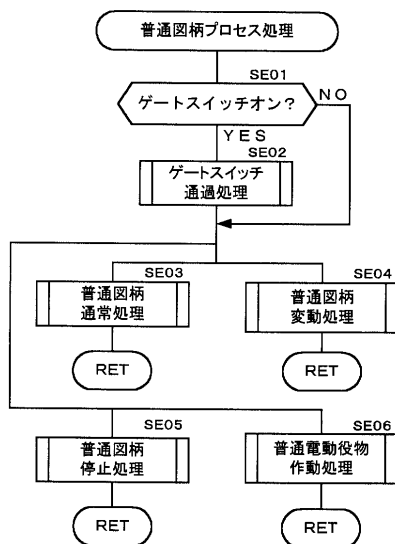 普通図柄プロセス処理
SE01
ゲートスイッチオン?
NO
YES
SE02
ゲートスイッチ
通過処理
SE03
普通図柄
通常処理
RET
SE04
普通図柄
変動処理
RET
SE05
普通図柄
停止処理
RET
SE06
普通電動役物
作動処理
RET